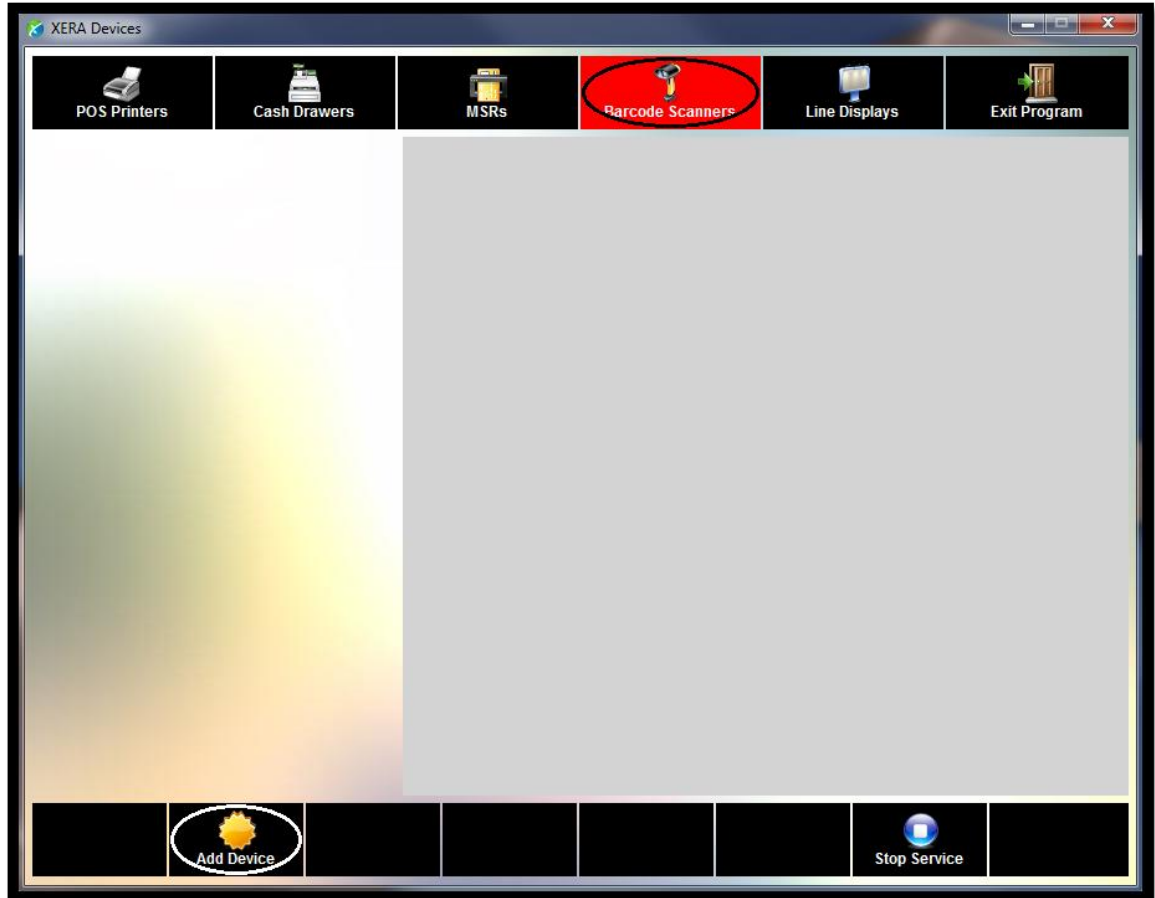 XERA Devices
POS Printers
Cash Drawers
MSRs
Barcode Scanners
Line Displays
Exit Program
Add Device
Stop Service